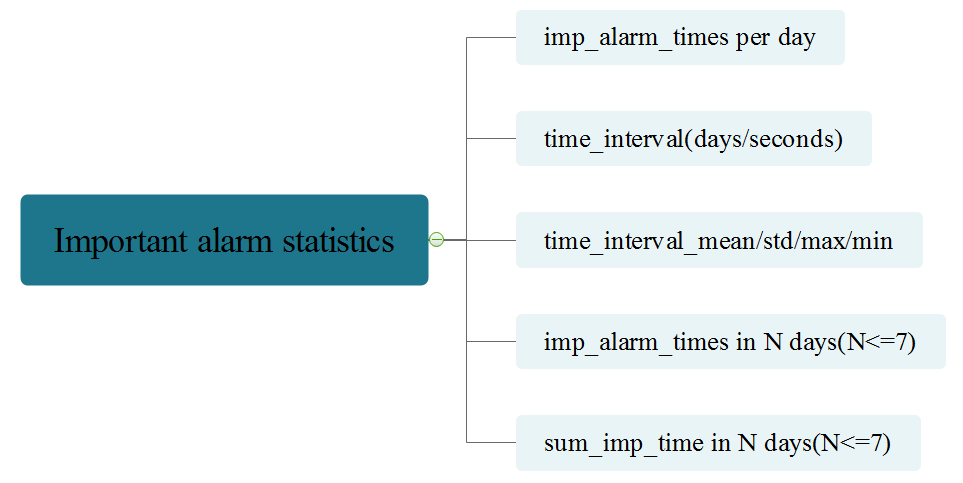 Important alarm statistics
imp_alarm_times per day
time_interval(days/seconds)
time_interval_mean/std/max/min
imp_alarm_times in N days(N<=7)
sum_imp_time in N days(N<=7)